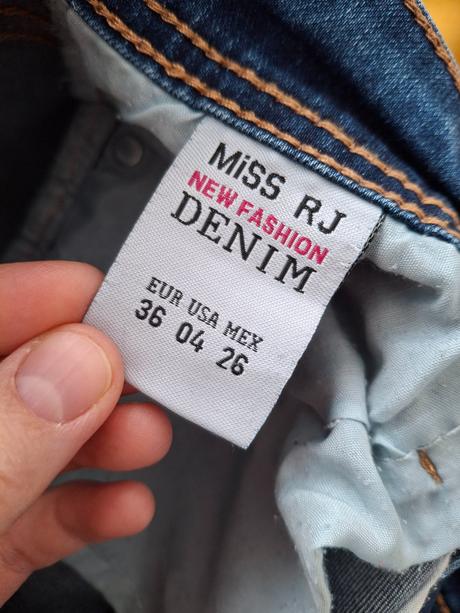 MiSS RJ
NEW FASHION
DENIM
EUR USA MEX
36 04 26